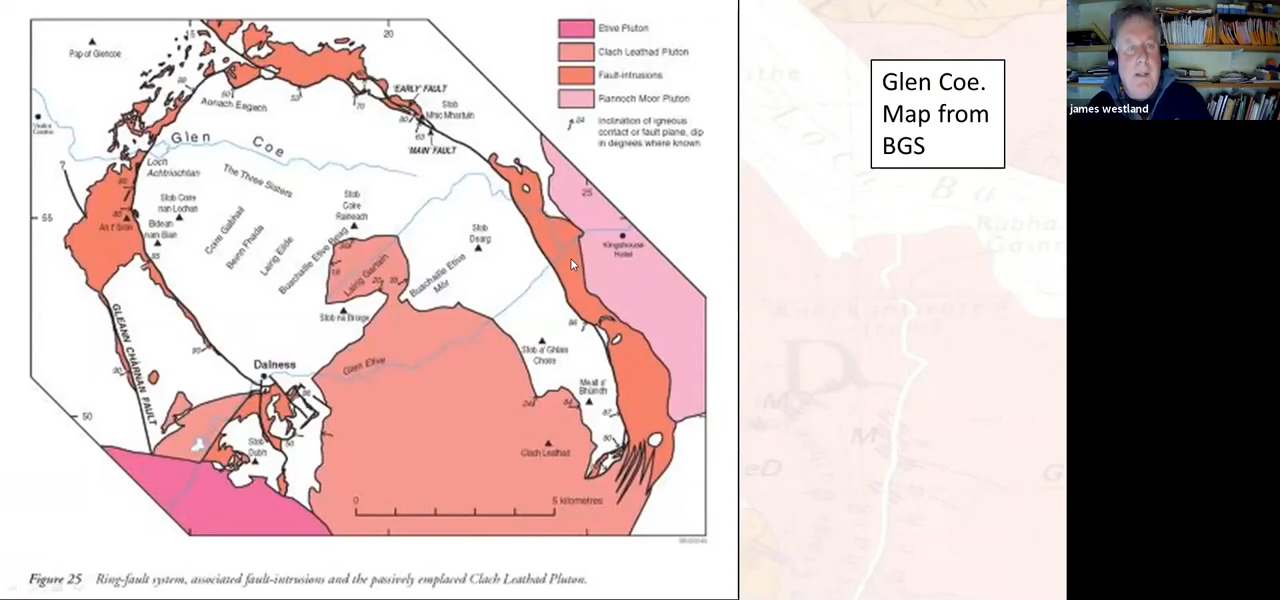 15
20
Pap of Glencoe
'EARLY' FAULT
Stob
Mhic Mhartuin
'MAIN' FAULT
Aonach Eagach
Glen Coe
Loch
Achtriochtan
The Three Sisters
55
An t' Sron
Stob Coire
nan Lochan
Bidean
nam Bian
Coire Gabhail
Beinn Fhada
Lairig Eilde
Buachaille Etive Beag
Stob
Coire
Raineach
Lairig Gartain
Buachaille Etive
Mór
Stob
Dearg
Stob na Broige
25
Kingshouse
Hotel
GLEANN CHARNAN FAULT
Dalness
Glen Etive
Stob a' Ghlais
Choire
Meall a'
Bhuiridh
50
Stob
Dubh
Clach Leathad
0
5 kilometres
Etive Pluton
Clach Leathad Pluton
Fault-intrusions
Rannoch Moor Pluton
84
Inclination of igneous
contact or fault plane, dip
in degrees where known
Figure 25 Ring-fault system, associated fault-intrusions and the passively emplaced Clach Leathad Pluton.
Glen Coe.
Map from
BGS
james westland